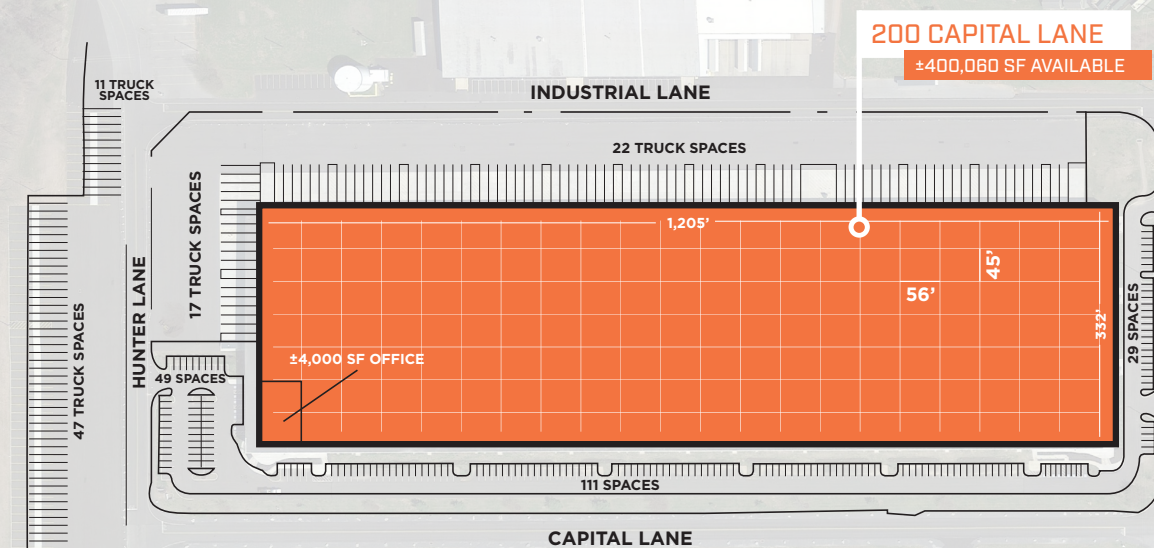 200 CAPITAL LANE
±400,060 SF AVAILABLE
11 TRUCK
SPACES
INDUSTRIAL LANE
22 TRUCK SPACES
17 TRUCK SPACES
1,205’
45’
56’
332’
HUNTER LANE
47 TRUCK SPACES
29 SPACES
±4,000 SF OFFICE
49 SPACES
111 SPACES
CAPITAL LANE